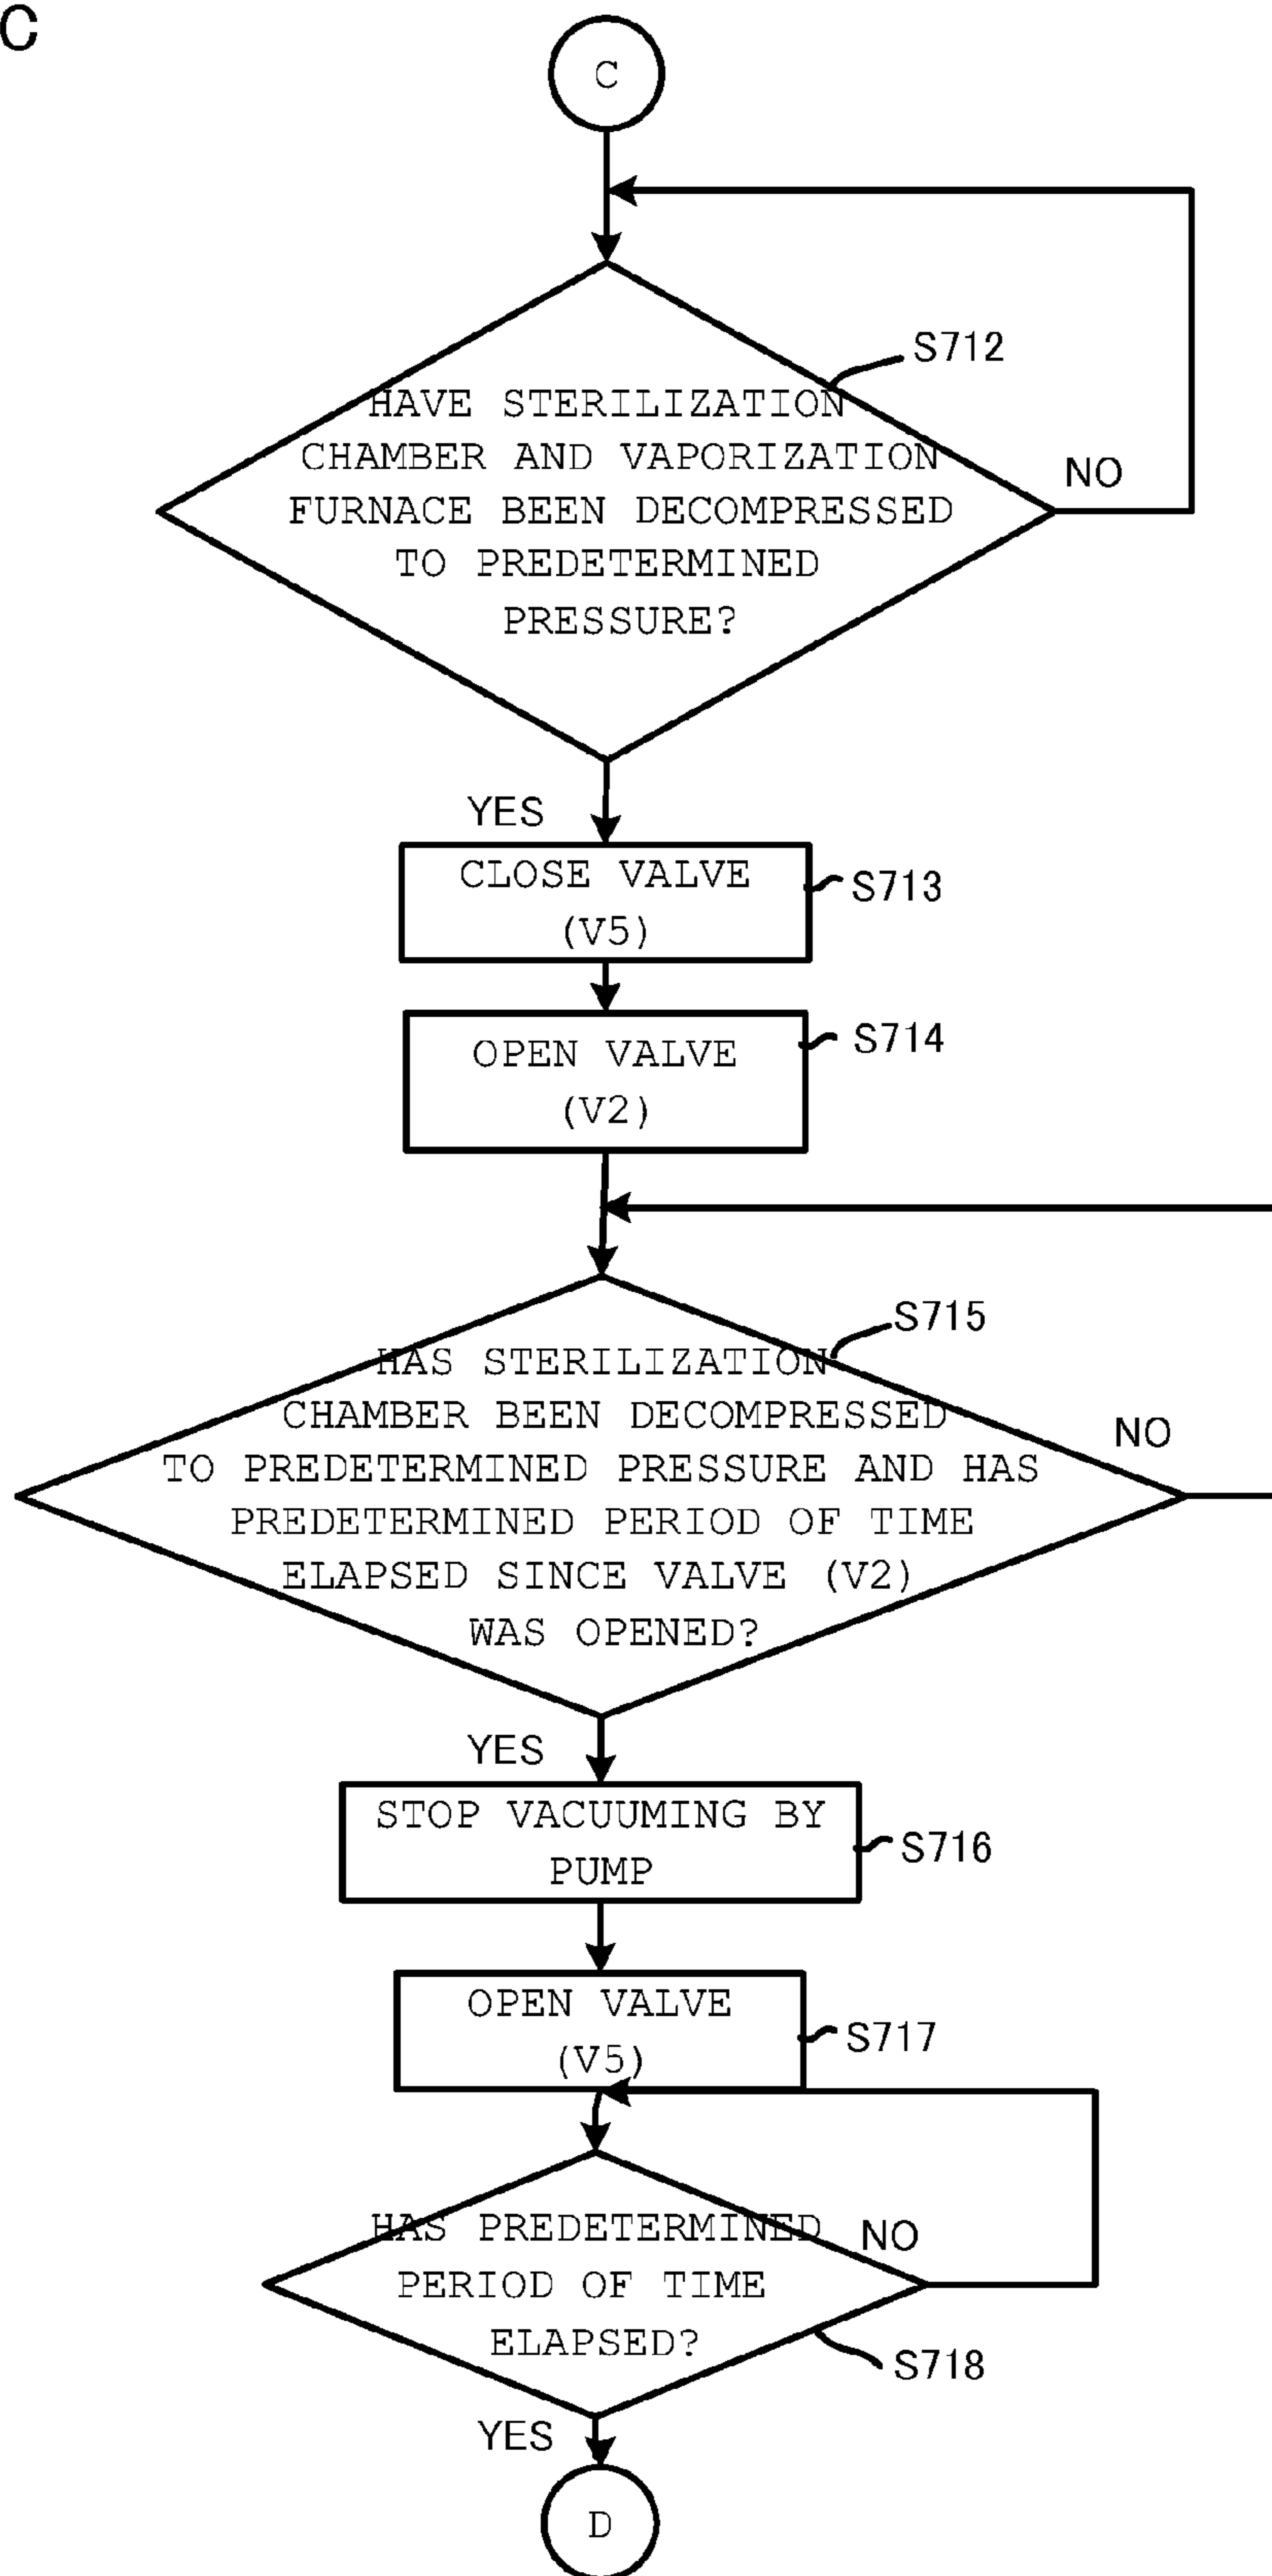 C
C
S712
HAVE STERILIZATION
CHAMBER AND VAPORIZATION
FURNACE BEEN DECOMPRESSED
TO PREDETERMINED
PRESSURE?
NO
YES
CLOSE VALVE
(V5)
S713
OPEN VALVE
(V2)
S714
S715
HAS STERILIZATION
CHAMBER BEEN DECOMPRESSED
TO PREDETERMINED PRESSURE AND HAS
PREDETERMINED PERIOD OF TIME
ELAPSED SINCE VALVE (V2)
WAS OPENED?
NO
YES
STOP VACUUMING BY
PUMP
S716
OPEN VALVE
(V5)
S717
HAS PREDETERMINED
PERIOD OF TIME
ELAPSED?
NO
S718
YES
D